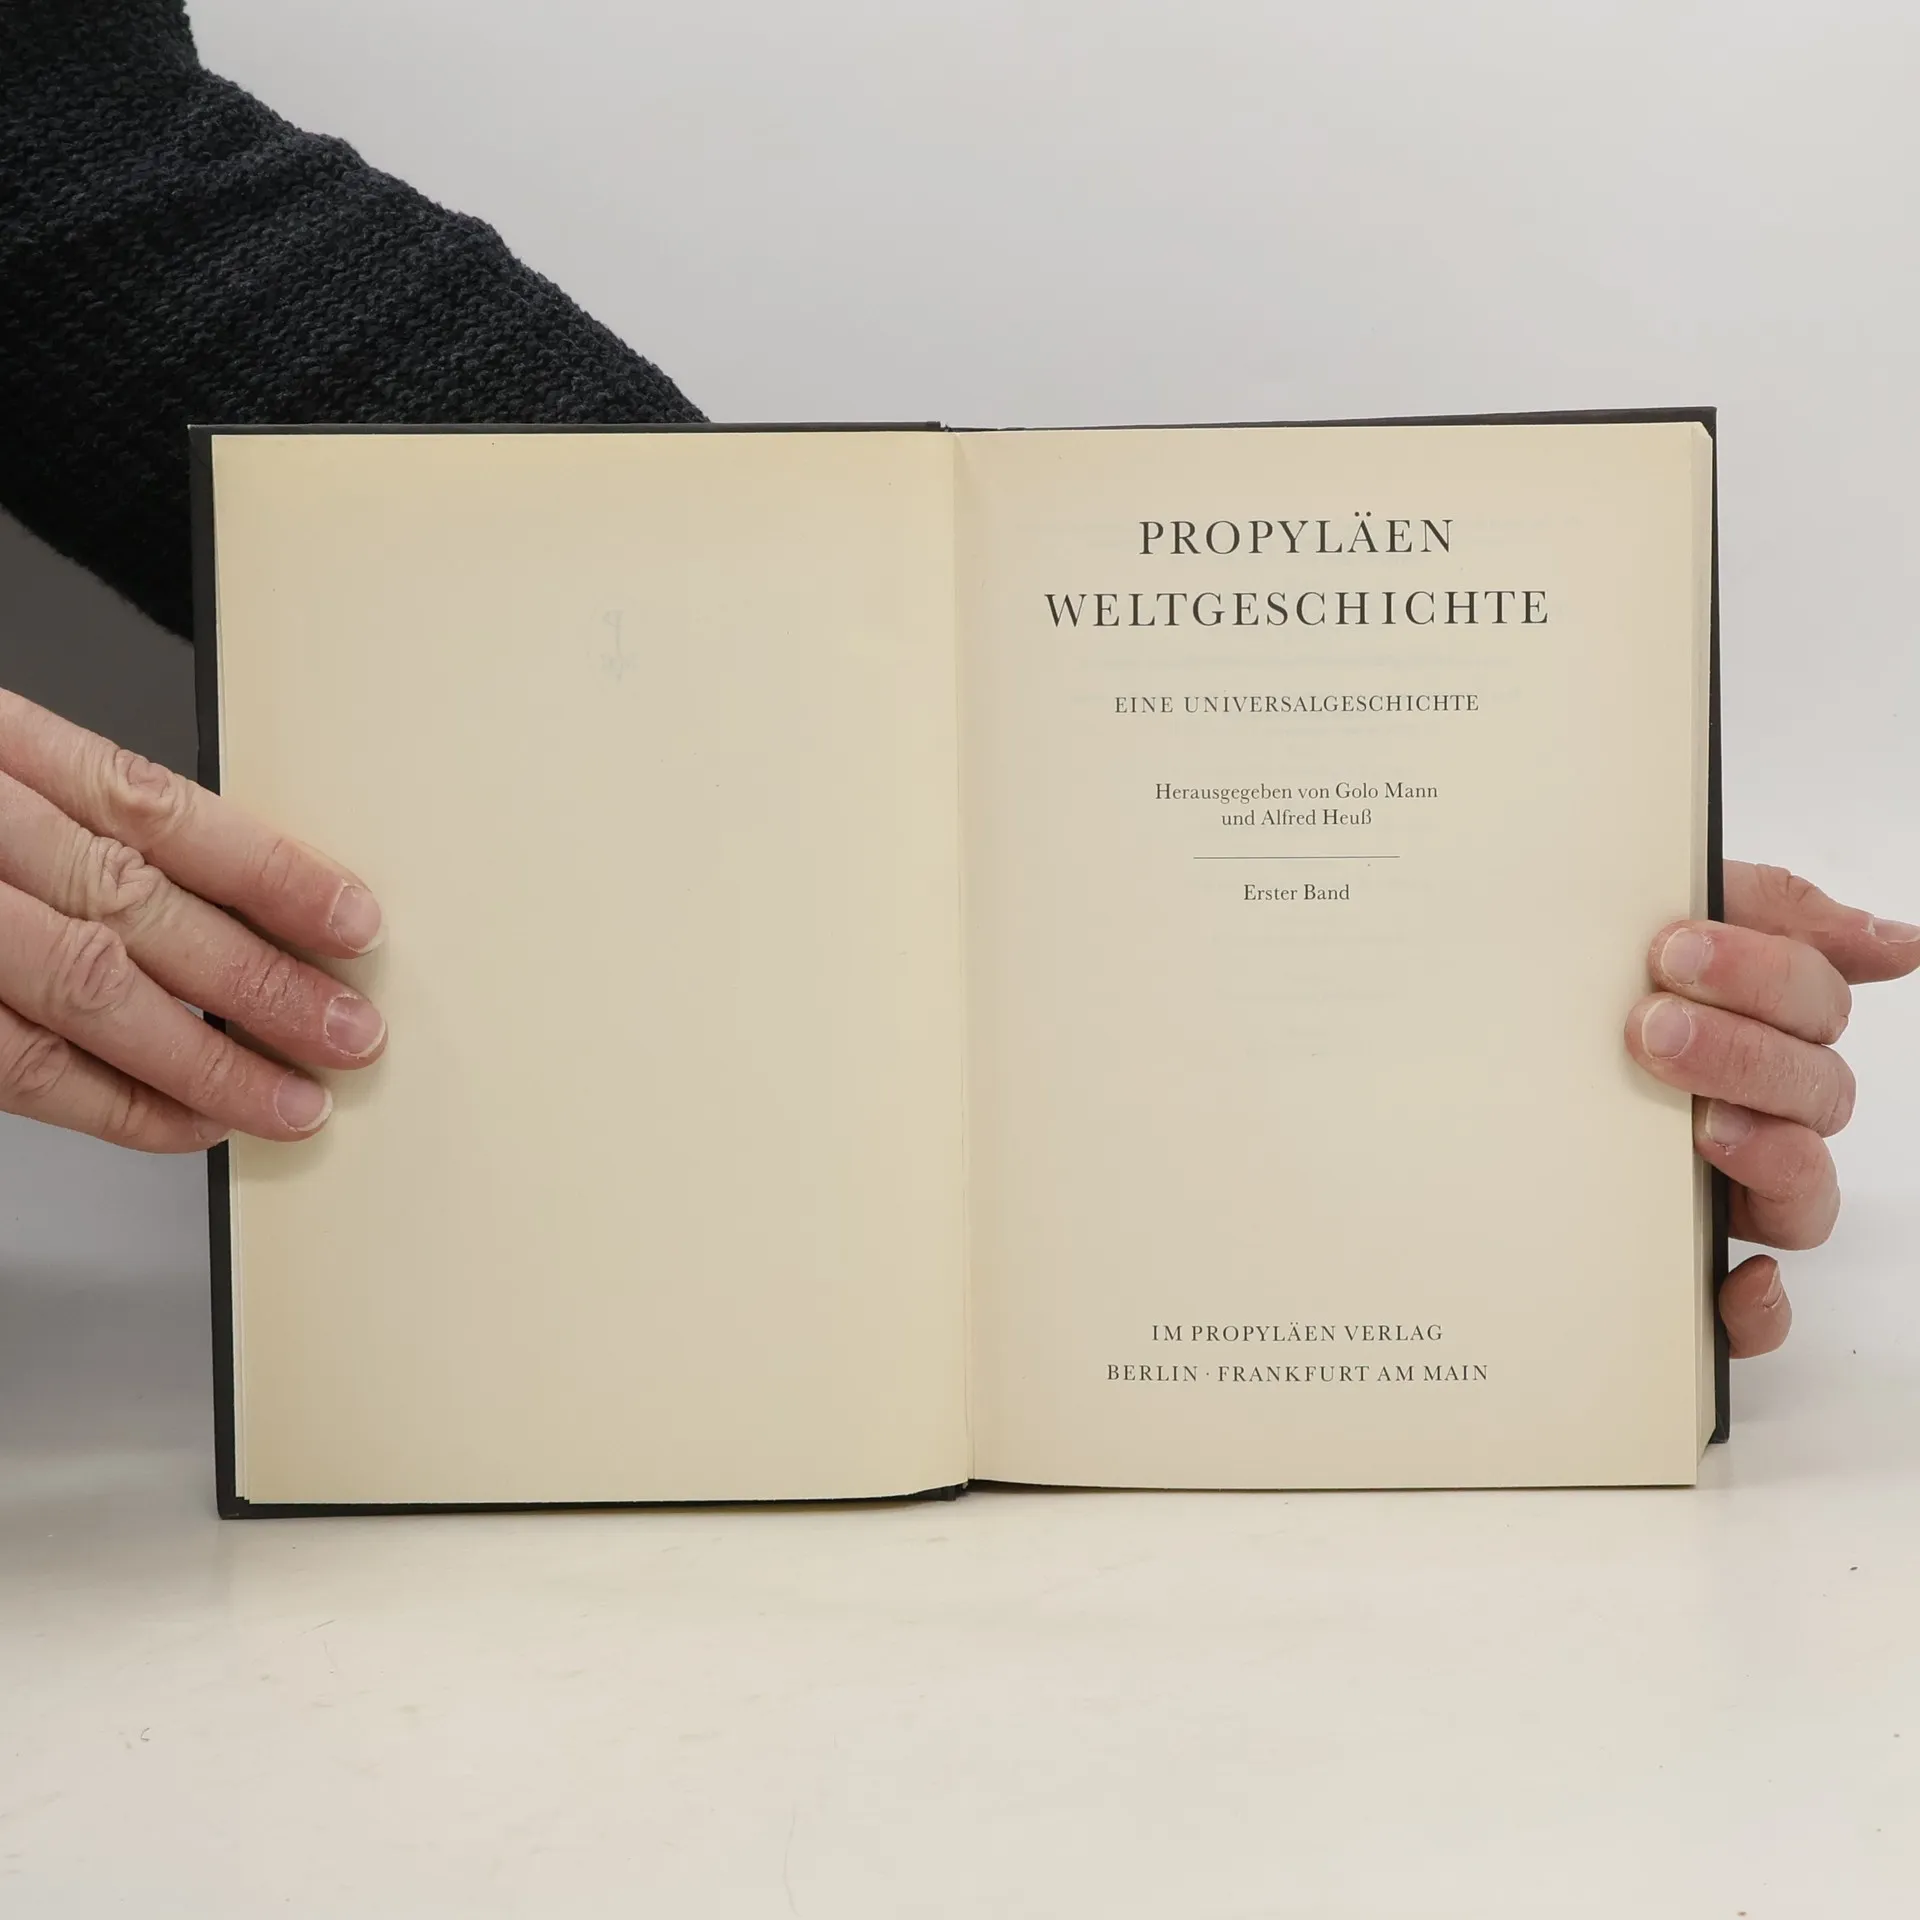 PROPYLÄEN
WELTGESCHICHTE
EINE UNIVERSALGESCHICHTE
Herausgegeben von Golo Mann
und Alfred Heuß
Erster Band
IM PROPYLÄEN VERLAG
BERLIN · FRANKFURT AM MAIN